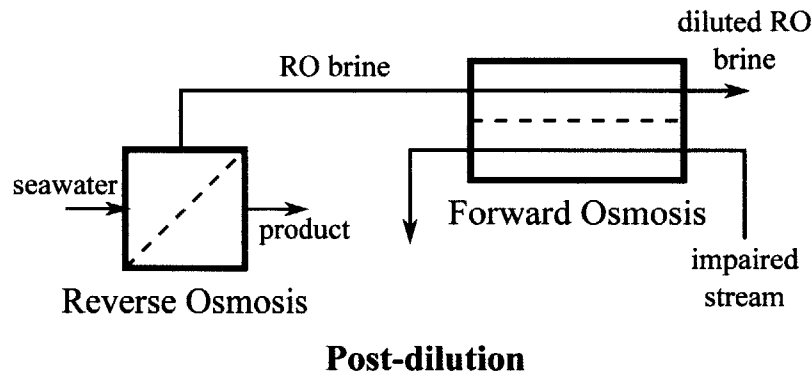 diluted RO
brine
RO brine
seawater
product
Reverse Osmosis
Forward Osmosis
impaired
stream
Post-dilution